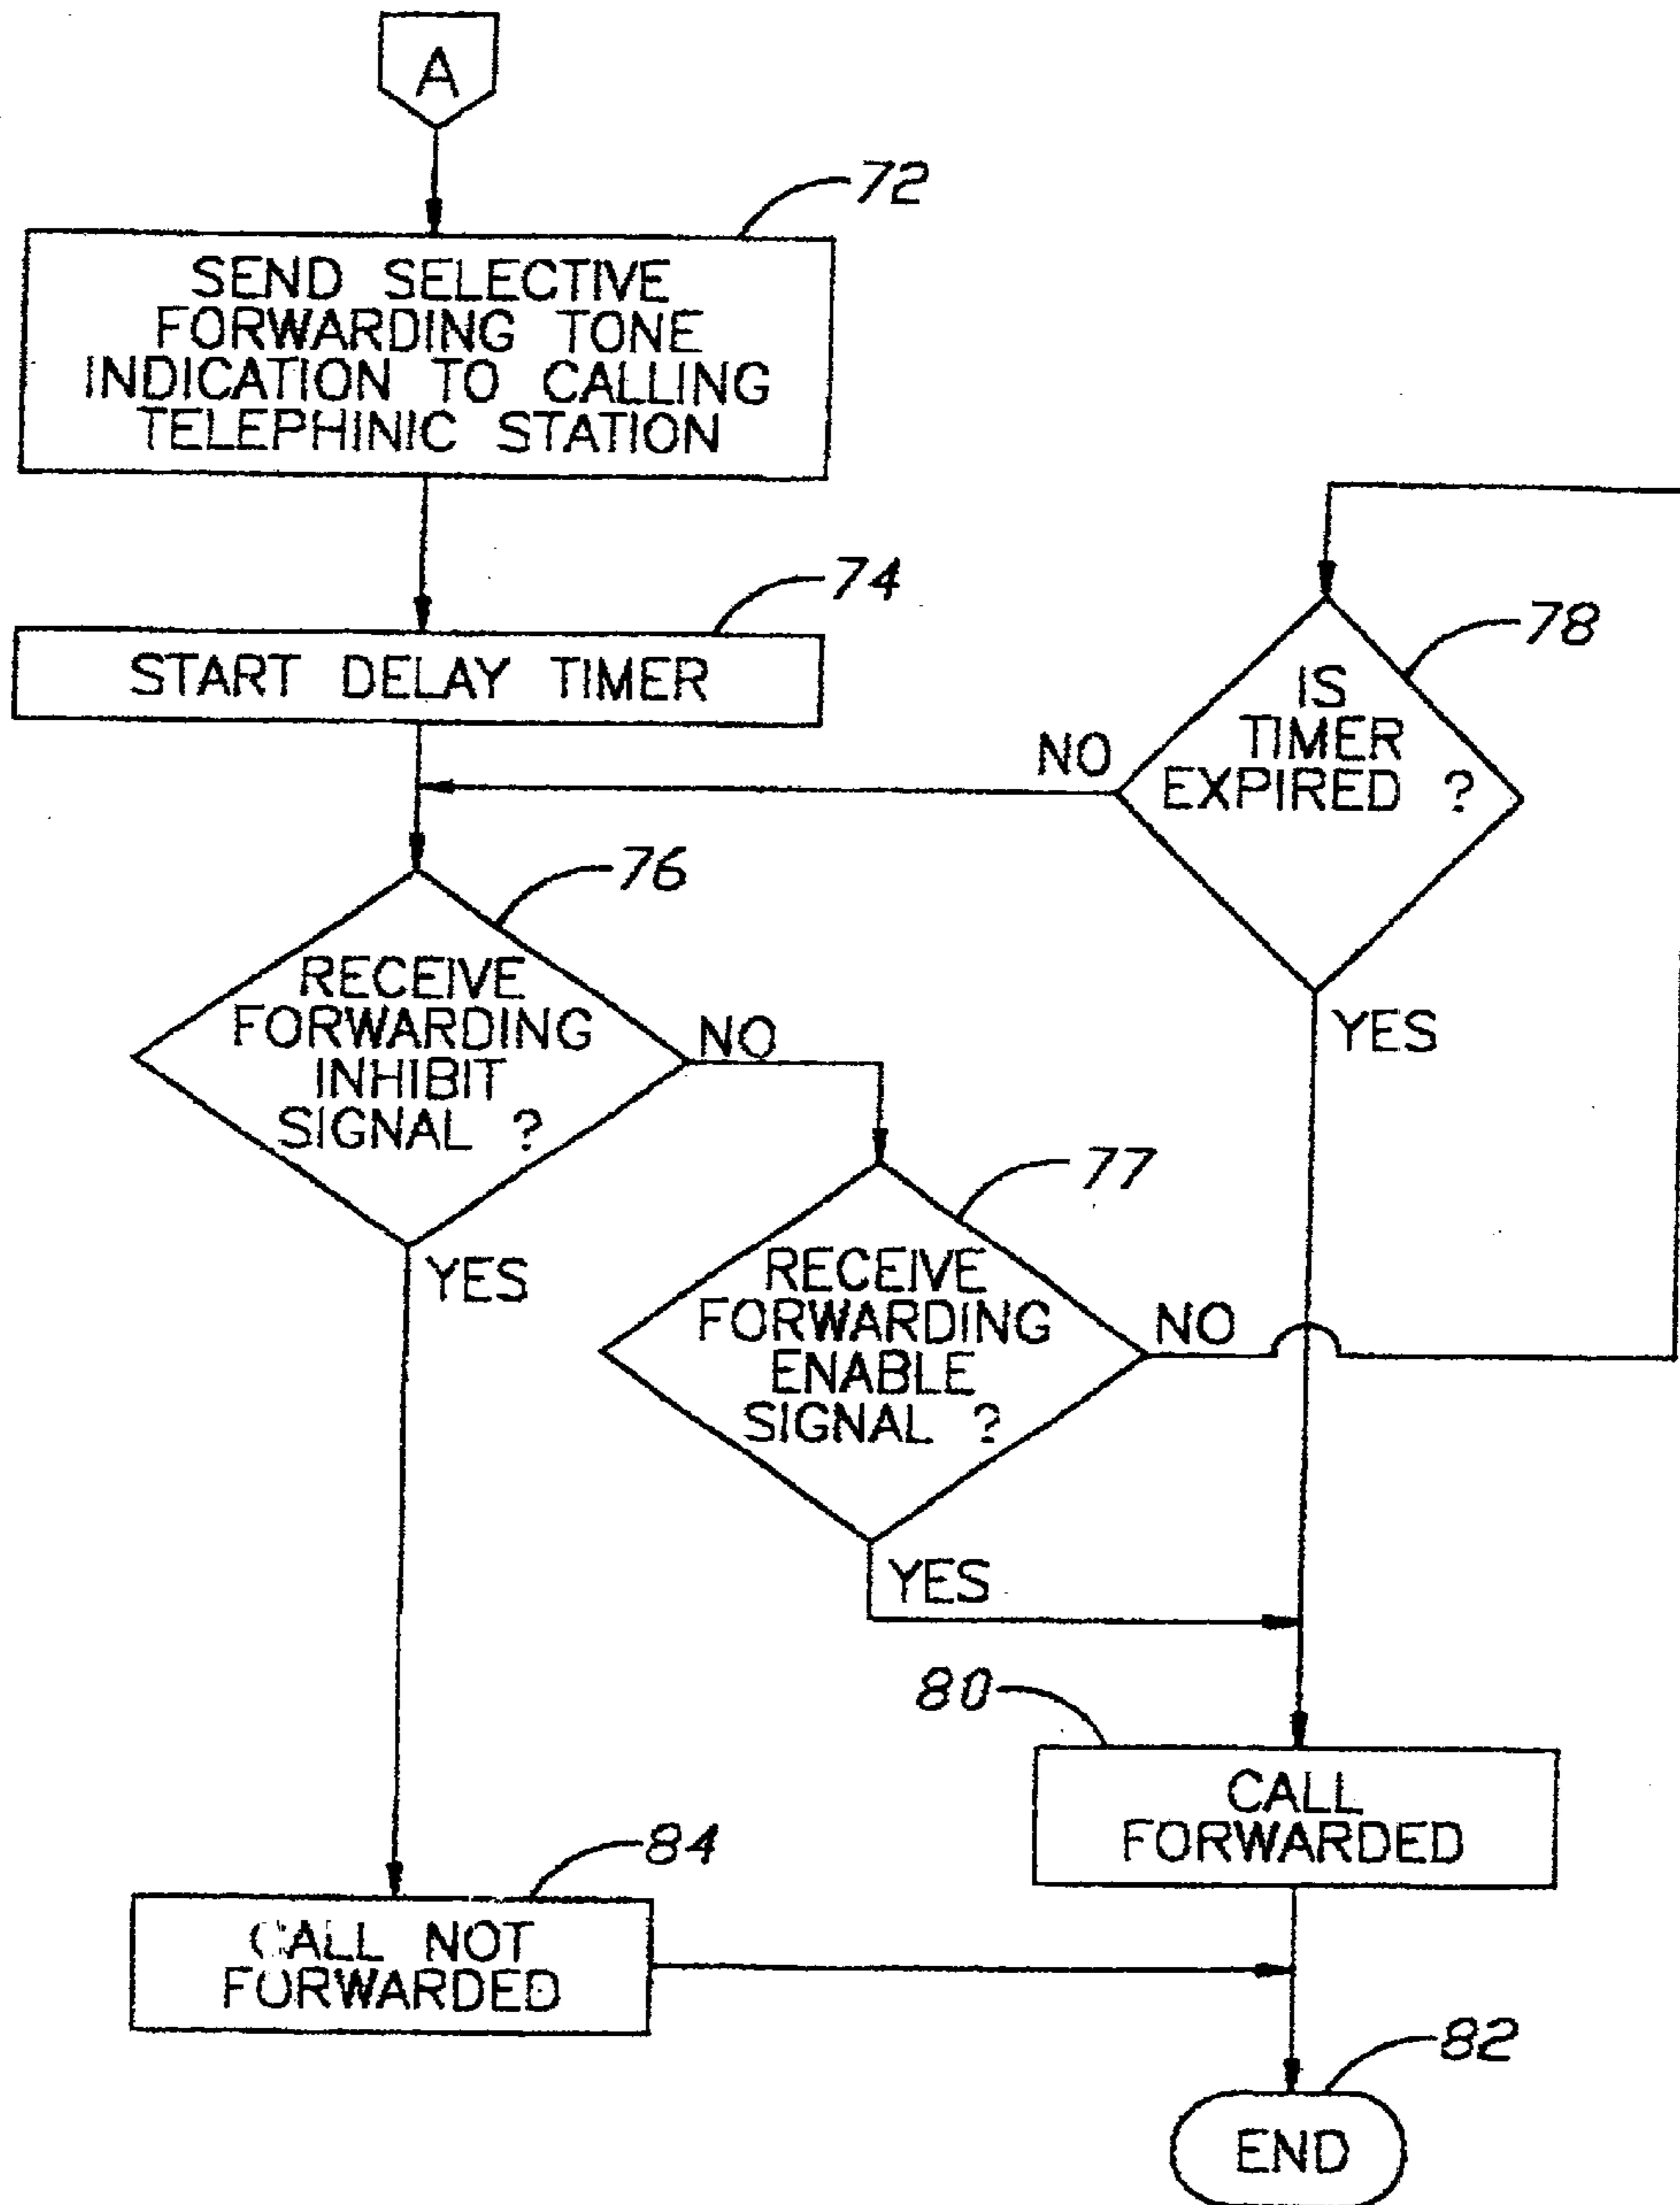 A
72
SEND SELECTIVE
FORWARDING TONE
INDICATION TO CALLING
TELEPHINIC STATION
74
START DELAY TIMER
78
IS
TIMER
EXPIRED ?
NO
YES
76
RECEIVE
FORWARDING
INHIBIT
SIGNAL ?
NO
YES
77
RECEIVE
FORWARDING
ENABLE
SIGNAL ?
NO
YES
80
CALL
FORWARDED
84
CALL NOT
FORWARDED
82
END